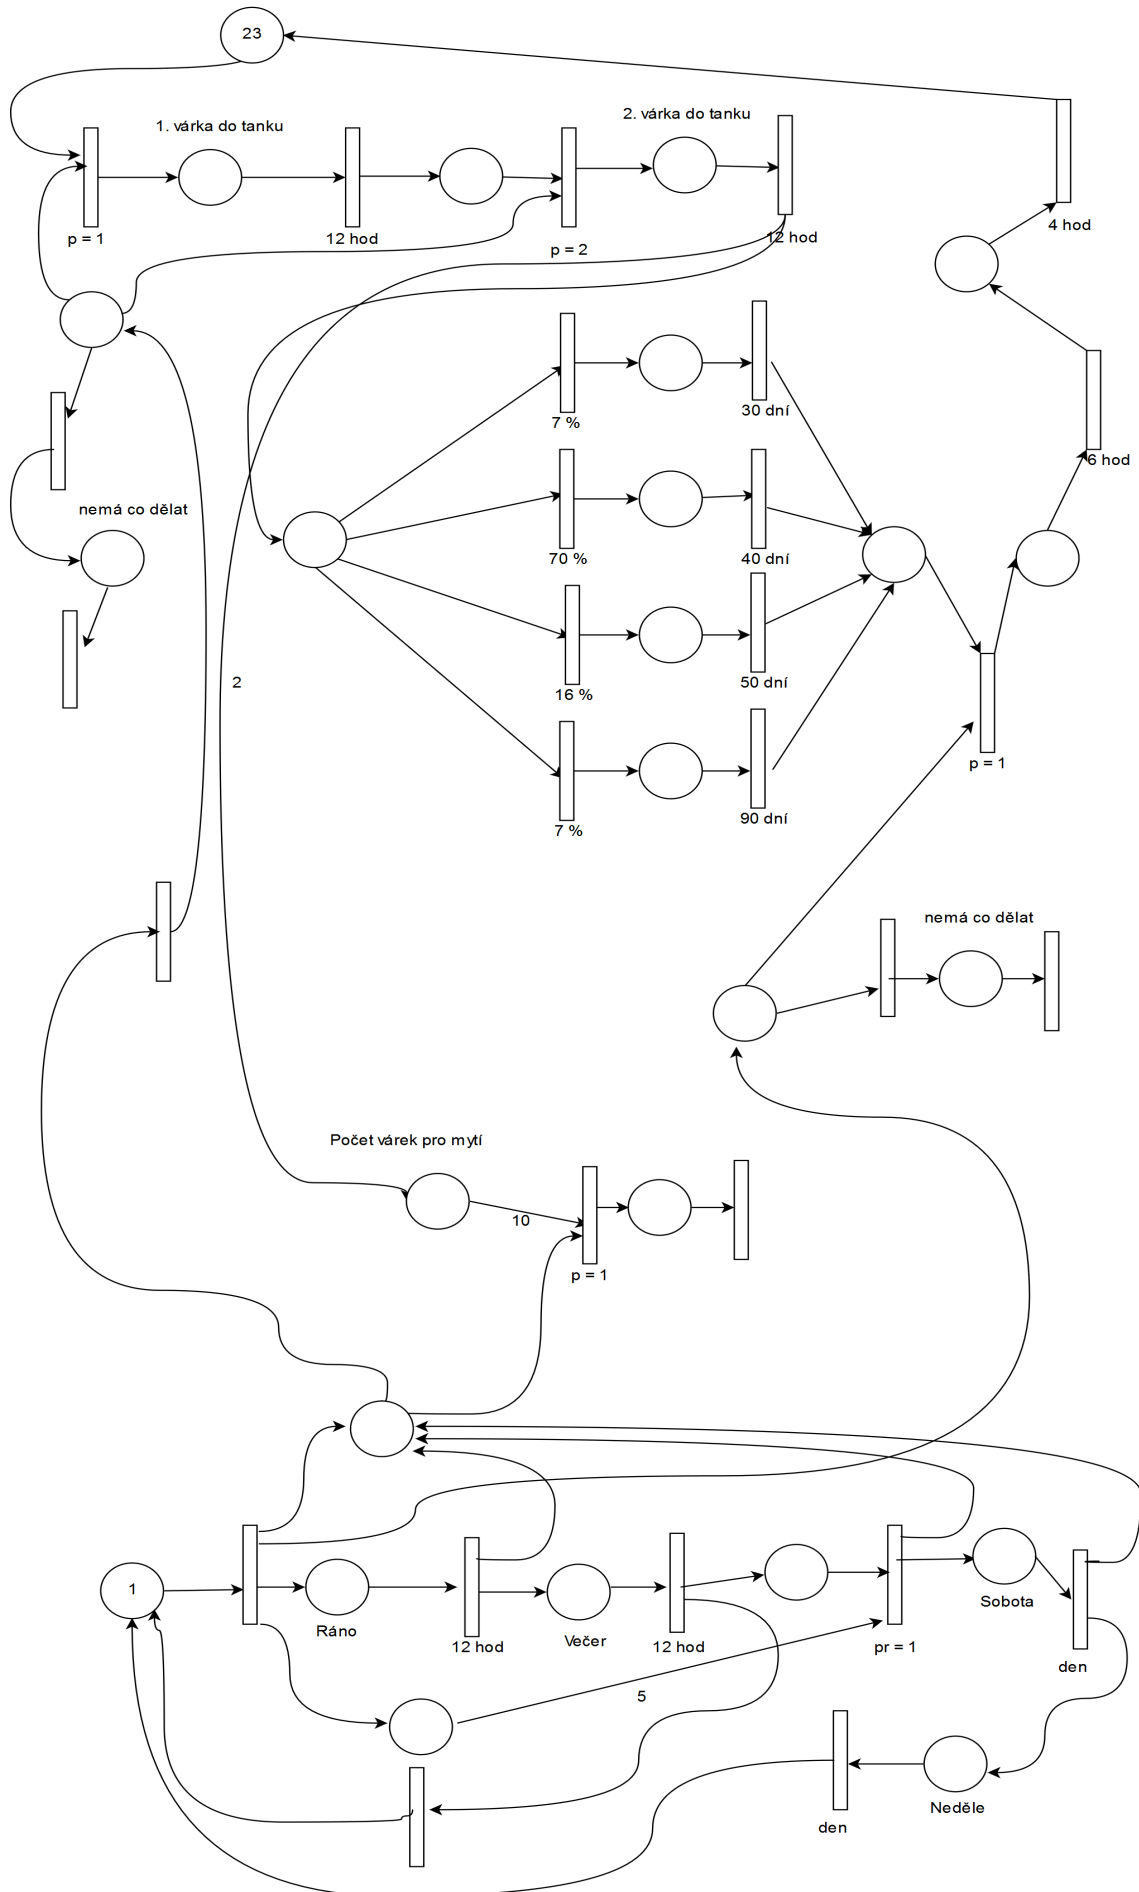 23
2. várka do tanku
1. várka do tanku
p = 1
12 hod
p = 2
12 hod
4 hod
7 %
30 dní
6 hod
nemá co dělat
70 %
40 dní
2
16 %
50 dní
p = 1
7 %
90 dní
nemá co dělat
Počet várek pro mytí
10
p = 1
1
Ráno
12 hod
Večer
12 hod
pr = 1
Sobota
den
5
Neděle
den